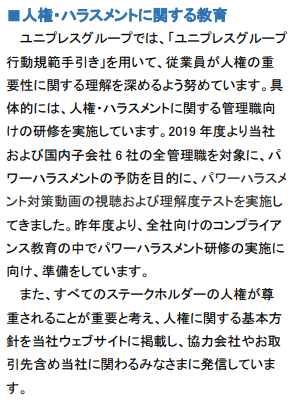 ■人権・ハラスメントに関する教育
　ユニプレスグループでは、「ユニプレスグループ
行動規範手引き」を用いて、従業員が人権の重
要性に関する理解を深めるよう努めています。具
体的には、人権・ハラスメントに関する管理職向
けの研修を実施しています。2019 年度より当社
および国内子会社 6 社の全管理職を対象に、パ
ワーハラスメントの予防を目的に、パワーハラスメ
ント対策動画の視聴および理解度テストを実施し
てきました。昨年度より、全社向けのコンプライア
ンス教育の中でパワーハラスメント研修の実施に
向け、準備をしています。
　また、すべてのステークホルダーの人権が尊
重されることが重要と考え、人権に関する基本方
針を当社ウェブサイトに掲載し、協力会社やお取
引先含め当社に関わるみなさまに発信していま
す。